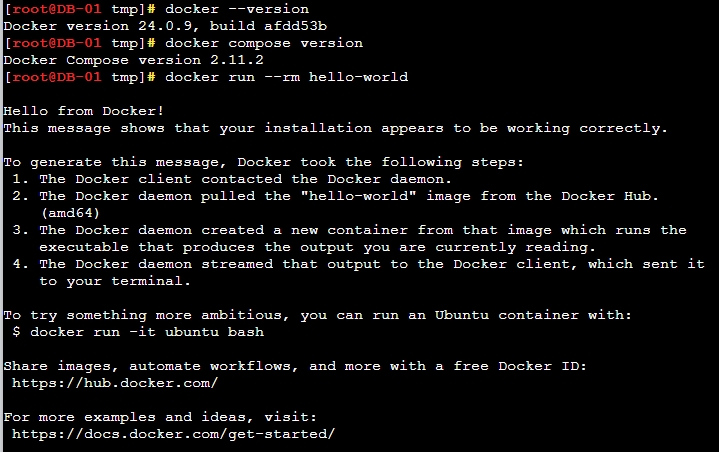 [root@DB-01 tmp]# docker --version
Docker version 24.0.9, build afdd53b
[root@DB-01 tmp]# docker compose version
Docker Compose version 2.11.2
[root@DB-01 tmp]# docker run --rm hello-world

Hello from Docker!
This message shows that your installation appears to be working correctly.

To generate this message, Docker took the following steps:
 1. The Docker client contacted the Docker daemon.
 2. The Docker daemon pulled the "hello-world" image from the Docker Hub.
    (amd64)
 3. The Docker daemon created a new container from that image which runs the
    executable that produces the output you are currently reading.
 4. The Docker daemon streamed that output to the Docker client, which sent it
    to your terminal.

To try something more ambitious, you can run an Ubuntu container with:
 $ docker run -it ubuntu bash

Share images, automate workflows, and more with a free Docker ID:
 https://hub.docker.com/

For more examples and ideas, visit:
 https://docs.docker.com/get-started/